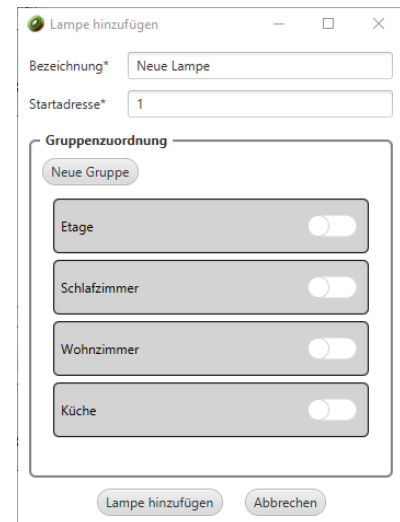 Lampe hinzufügen
Bezeichnung* Neue Lampe
Startadresse* 1
Gruppenzuordnung
Neue Gruppe
Etage
Schlafzimmer
Wohnzimmer
Küche
Lampe hinzufügen Abbrechen